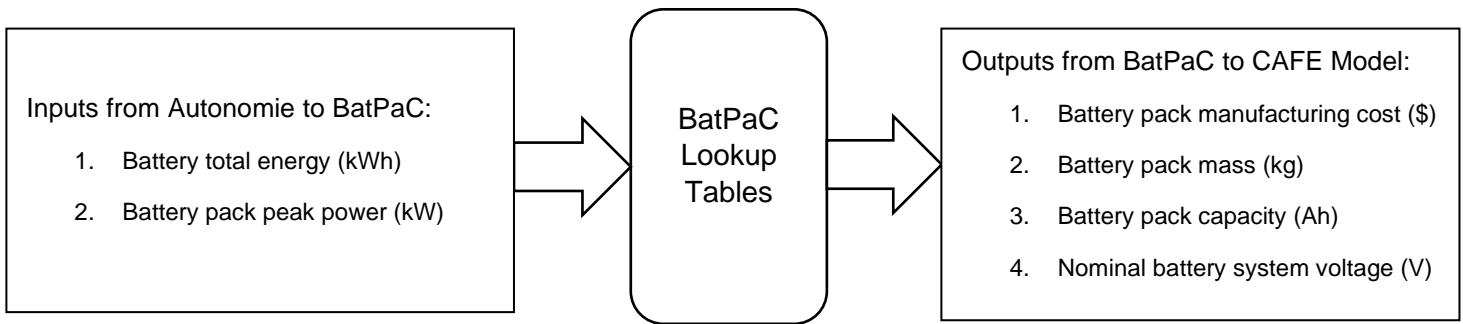 Inputs from Autonomie to BatPaC:
1. Battery total energy (kWh)
2. Battery pack peak power (kW)
BatPaC
Lookup
Tables
Outputs from BatPaC to CAFE Model:
1. Battery pack manufacturing cost ($)
2. Battery pack mass (kg)
3. Battery pack capacity (Ah)
4. Nominal battery system voltage (V)